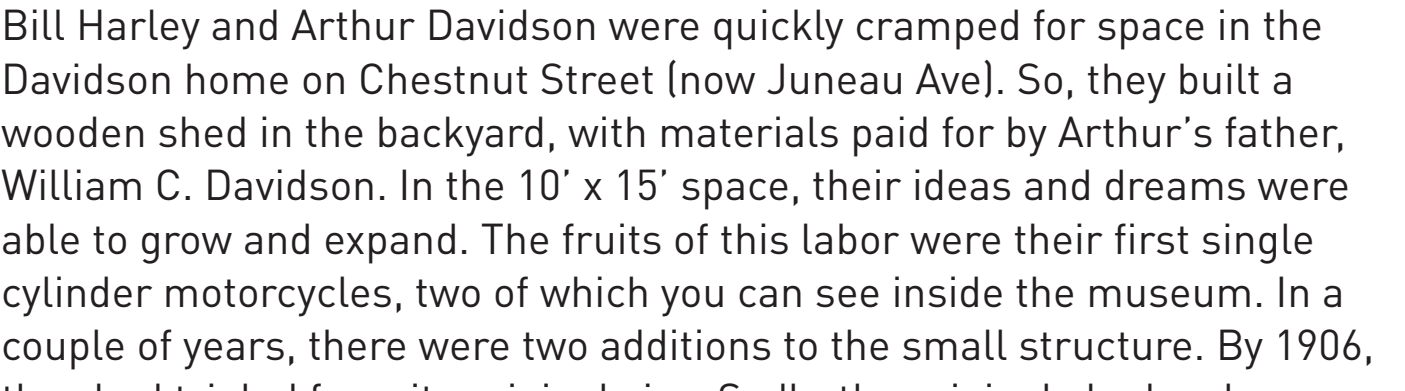 Bill Harley and Arthur Davidson were quickly cramped for space in the
Davidson home on Chestnut Street (now Juneau Ave). So, they built a
wooden shed in the backyard, with materials paid for by Arthur’s father,
William C. Davidson. In the 10’ x 15’ space, their ideas and dreams were
able to grow and expand. The fruits of this labor were their first single
cylinder motorcycles, two of which you can see inside the museum. In a
couple of years, there were two additions to the small structure. By 1906,